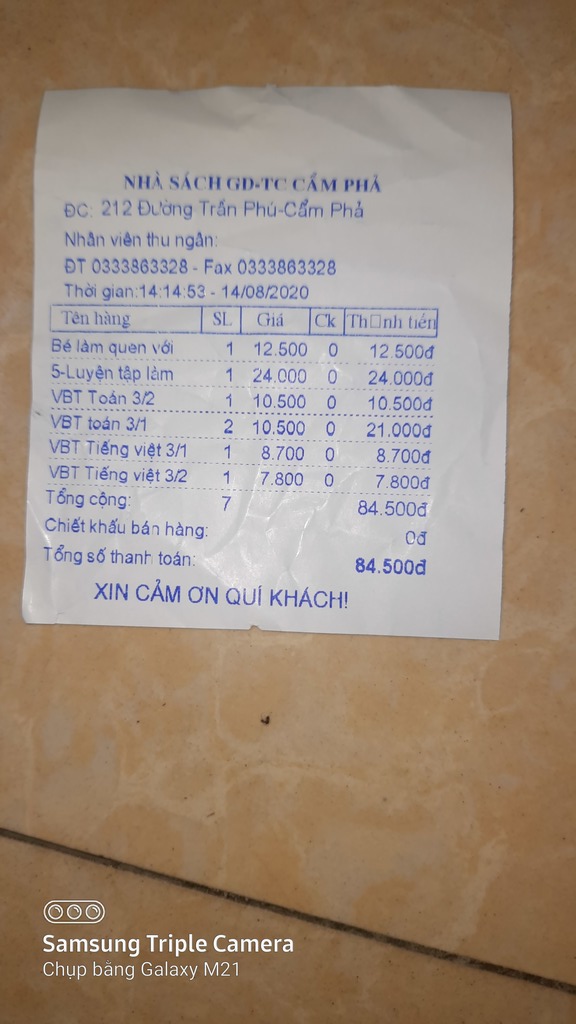 NHÀ SÁCH GD-TC CẨM PHẢ
ĐC: 212 Đường Trần Phú-Cẩm Phả
Nhân viên thu ngân:
ĐT 0333863328 - Fax 0333863328
Thời gian:14:14:53 - 14/08/2020
Tên hàng SL Giá Ck Th□nh tiền
Bé làm quen với 1 12.500 0 12.500đ
5-Luyện tập làm 1 24.000 0 24.000đ
VBT Toán 3/2 1 10.500 0 10.500đ
VBT toán 3/1 2 10.500 0 21.000đ
VBT Tiếng việt 3/1 1 8.700 0 8.700đ
VBT Tiếng việt 3/2 1 7.800 0 7.800đ
Tổng cộng: 7 84.500đ
Chiết khấu bán hàng: 0đ
Tổng số thanh toán: 84.500đ
XIN CẢM ƠN QUÍ KHÁCH!
Samsung Triple Camera
Chụp bằng Galaxy M21